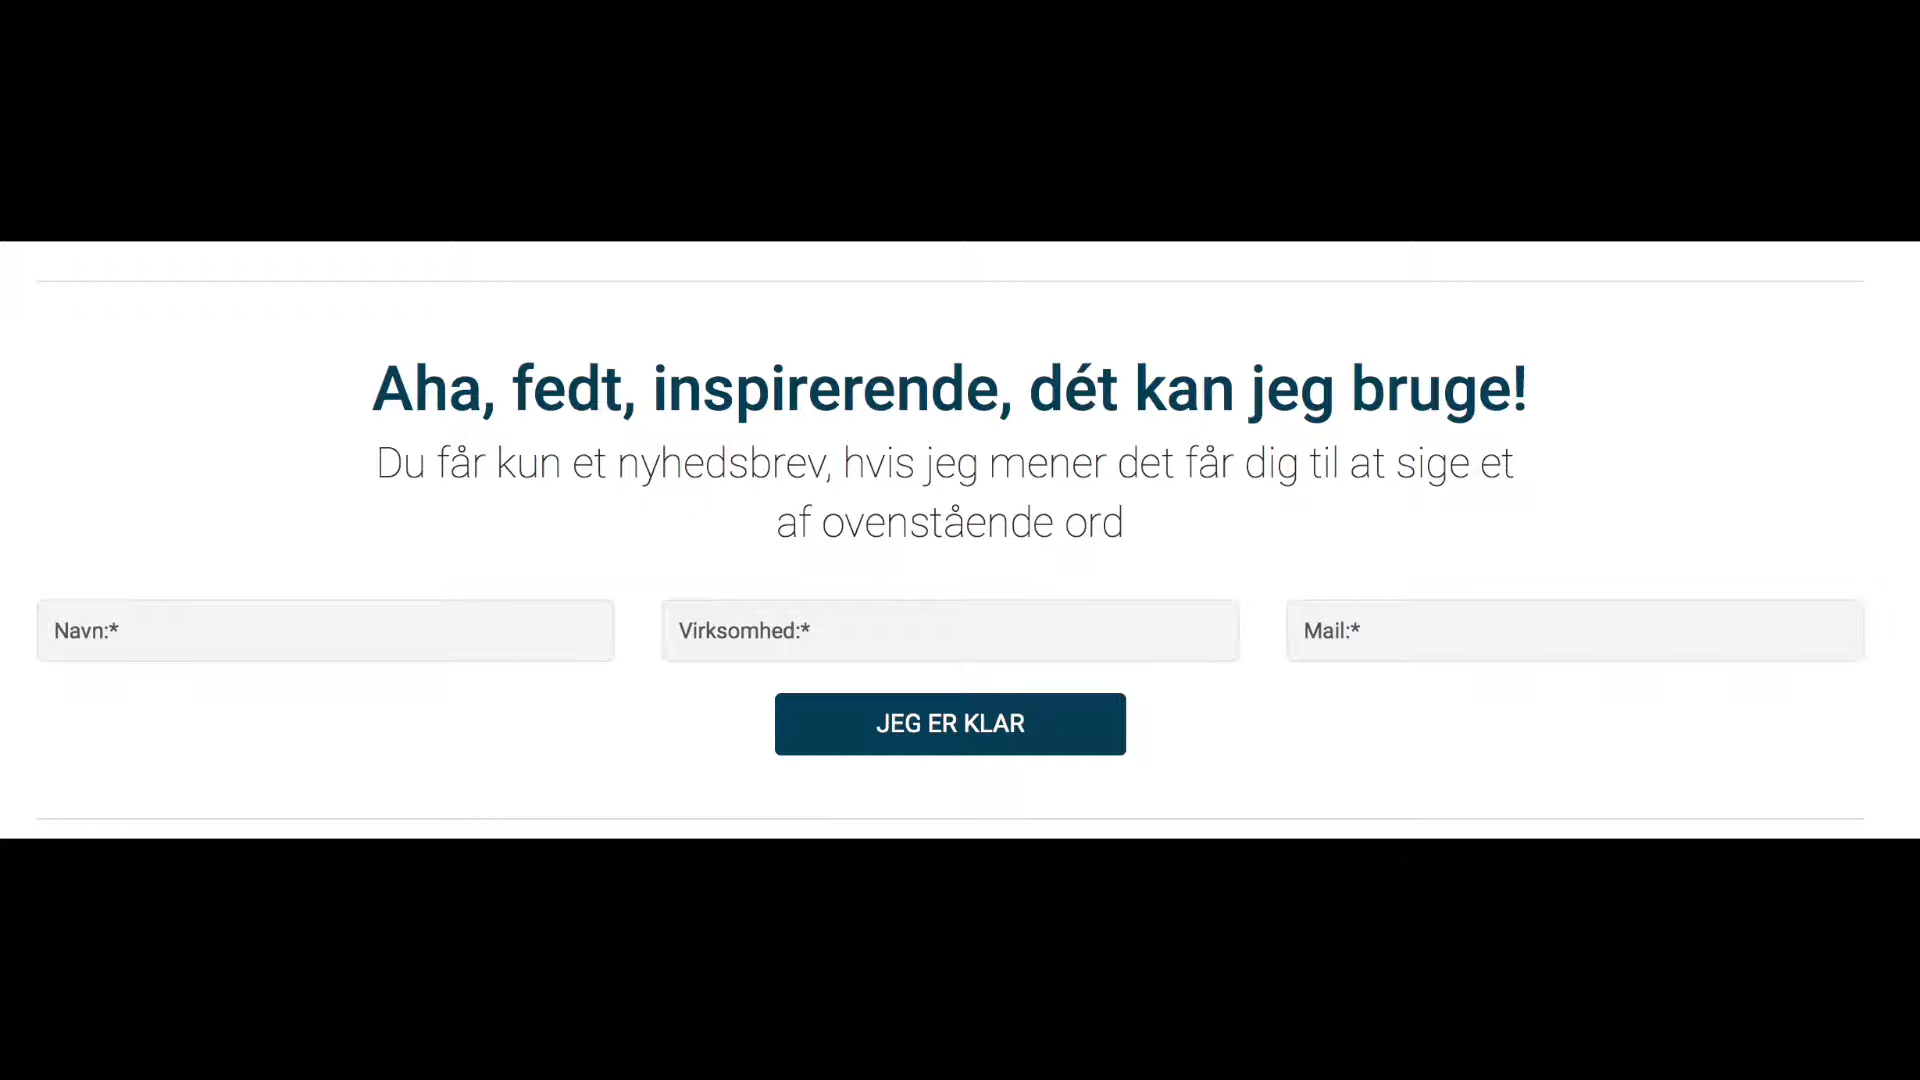 Aha, fedt, inspirerende, dét kan jeg bruge!
Du får kun et nyhedsbrev, hvis jeg mener det får dig til at sige et
af ovenstående ord
Navn:*
Virksomhed:*
Mail:*
JEG ER KLAR